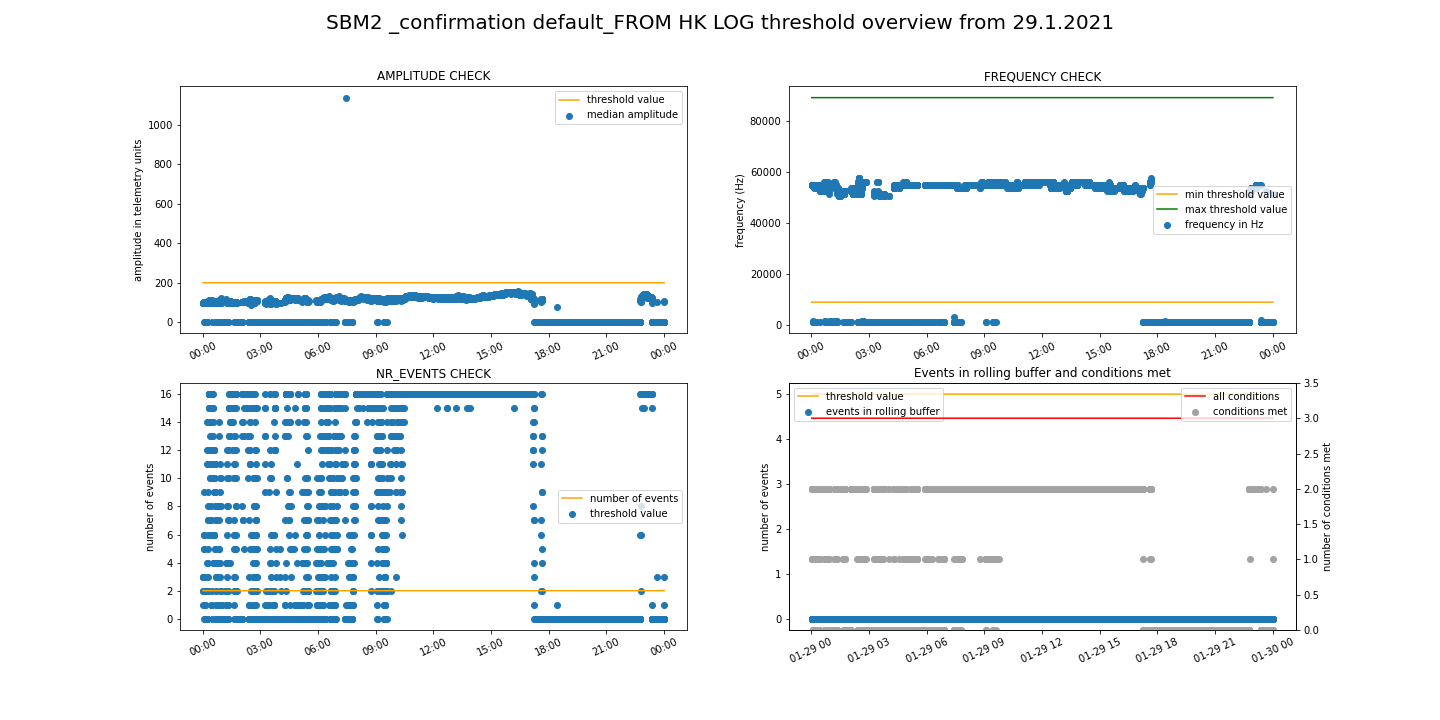 SBM2 _confirmation default_FROM HK LOG threshold overview from 29.1.2021
AMPLITUDE CHECK
amplitude in telemetry units
1000
800
600
400
200
0
threshold value
median amplitude
00:00 03:00 06:00 09:00 12:00 15:00 18:00 21:00 00:00
FREQUENCY CHECK
frequency (Hz)
80000
60000
40000
20000
0
min threshold value
max threshold value
frequency in Hz
00:00 03:00 06:00 09:00 12:00 15:00 18:00 21:00 00:00
NR_EVENTS CHECK
number of events
16
14
12
10
8
6
4
2
0
number of events
threshold value
00:00 03:00 06:00 09:00 12:00 15:00 18:00 21:00 00:00
Events in rolling buffer and conditions met
number of events
5
4
3
2
1
0
threshold value
events in rolling buffer
all conditions
conditions met
3.5
3.0
2.5
2.0
1.5
1.0
0.5
0.0
number of conditions met
01-29 00 01-29 03 01-29 06 01-29 09 01-29 12 01-29 15 01-29 18 01-29 21 01-30 00